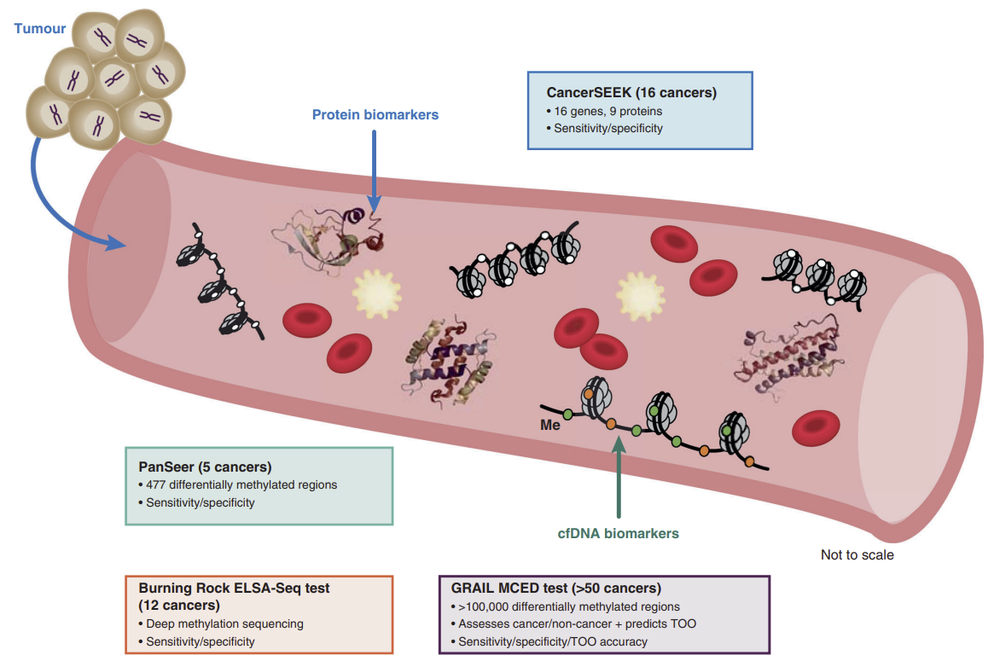 Tumour
Protein biomarkers
CancerSEEK (16 cancers)
• 16 genes, 9 proteins
• Sensitivity/specificity
Me
PanSeer (5 cancers)
• 477 differentially methylated regions
• Sensitivity/specificity
cfDNA biomarkers
Not to scale
Burning Rock ELSA-Seq test
(12 cancers)
• Deep methylation sequencing
• Sensitivity/specificity
GRAIL MCED test (>50 cancers)
• >100,000 differentially methylated regions
• Assesses cancer/non-cancer + predicts TOO
• Sensitivity/specificity/TOO accuracy